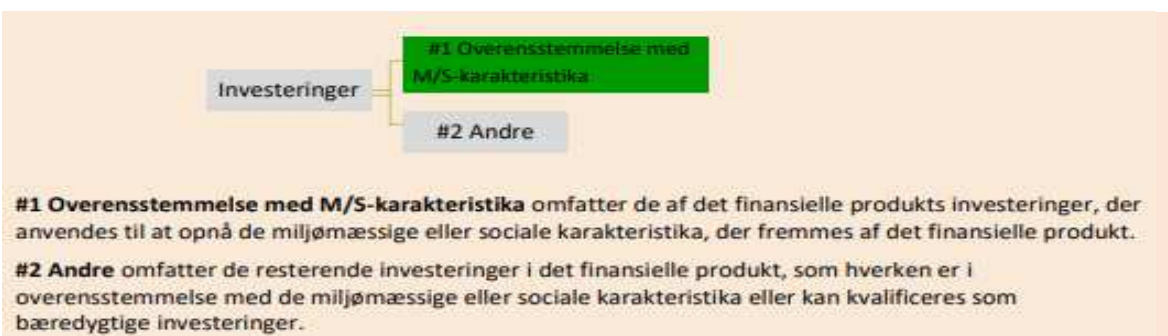 #1 Overensstemmelse med
M/S-karakteristika
Investeringer
#2 Andre
#1 Overensstemmelse med M/S-karakteristika omfatter de af det finansielle produkts investeringer, der
anvendes til at opnå de miljømæssige eller sociale karakteristika, der fremmes af det finansielle produkt.
#2 Andre omfatter de resterende investeringer i det finansielle produkt, som hverken er i
overensstemmelse med de miljømæssige eller sociale karakteristika eller kan kvalificeres som
bæredygtige investeringer.